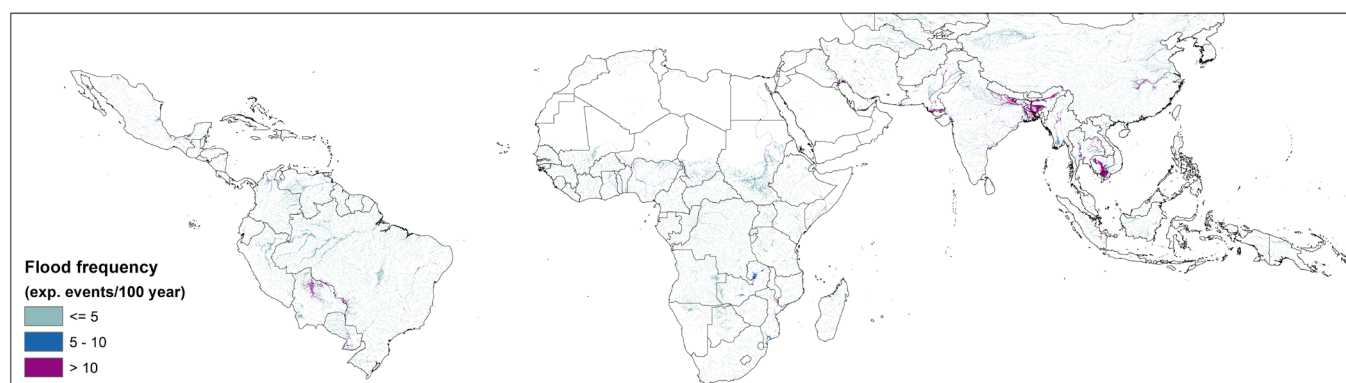 Flood frequency
(exp. events/100 year)
<= 5
5 - 10
> 10